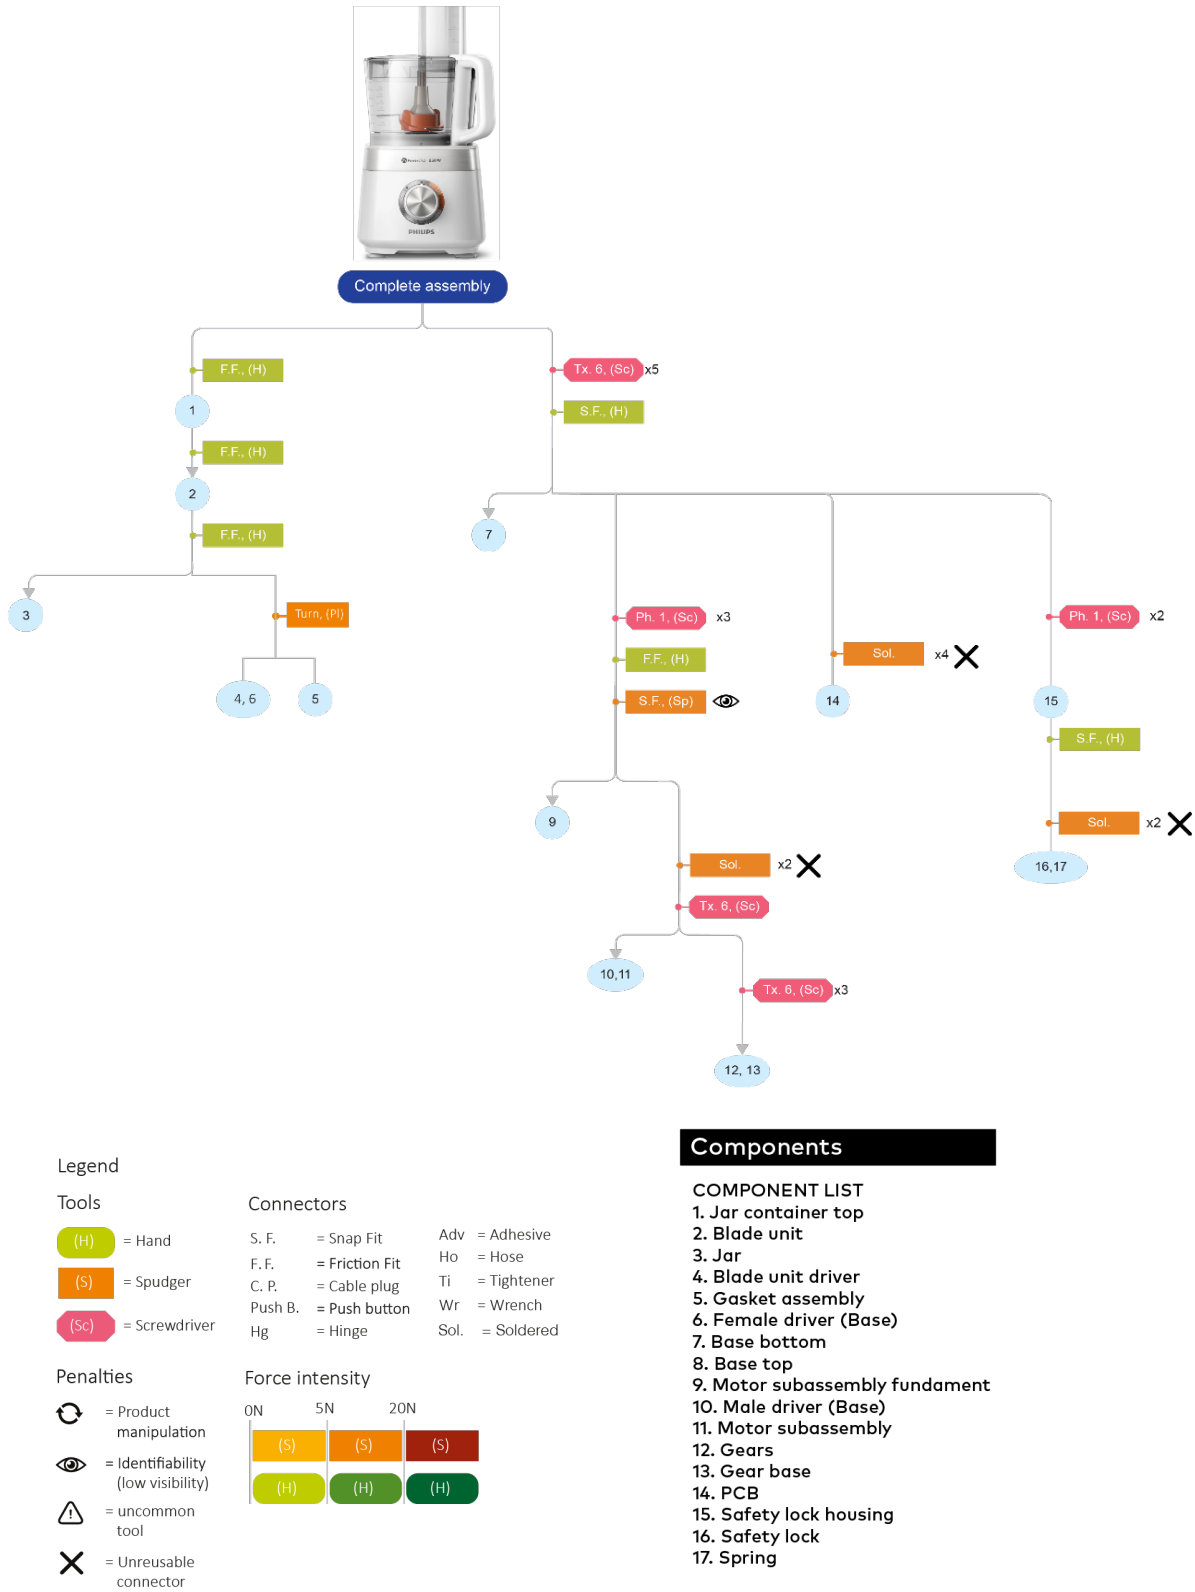 PHILIPS
Complete assembly
F.F., (H)
Tx. 6, (Sc) x5
1
S.F., (H)
F.F., (H)
2
F.F., (H)
7
3
Turn, (Pl)
Ph. 1, (Sc) x3
Ph. 1, (Sc) x2
F.F., (H)
Sol. x4
4, 6
5
S.F., (Sp)
14
15
S.F., (H)
9
Sol. x2
Sol. x2
16,17
Tx. 6, (Sc)
10,11
Tx. 6, (Sc) x3
12, 13
Legend
Tools
(H) = Hand
(S) = Spudger
(Sc) = Screwdriver
Connectors
S. F. = Snap Fit
F. F. = Friction Fit
C. P. = Cable plug
Push B. = Push button
Hg = Hinge
Adv = Adhesive
Ho = Hose
Ti = Tightener
Wr = Wrench
Sol. = Soldered
Penalties
= Product
manipulation
= Identifiability
(low visibility)
= uncommon
tool
= Unreusable
connector
Force intensity
0N 5N 20N
(S) (S) (S)
(H) (H) (H)
Components
COMPONENT LIST
1. Jar container top
2. Blade unit
3. Jar
4. Blade unit driver
5. Gasket assembly
6. Female driver (Base)
7. Base bottom
8. Base top
9. Motor subassembly fundament
10. Male driver (Base)
11. Motor subassembly
12. Gears
13. Gear base
14. PCB
15. Safety lock housing
16. Safety lock
17. Spring